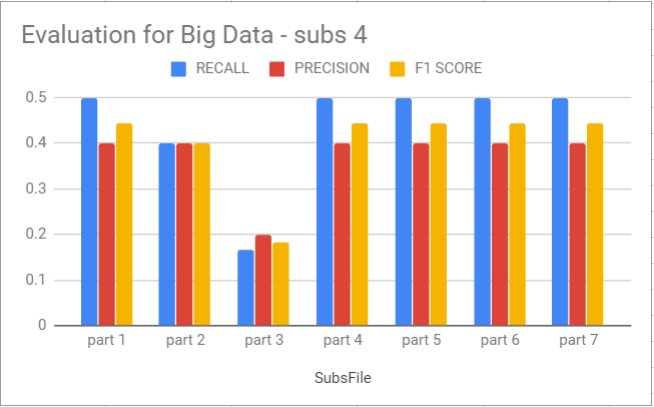 Evaluation for Big Data - subs 4
RECALL PRECISION F1 SCORE
0.5
0.4
0.3
0.2
0.1
0
part 1 part 2 part 3 part 4 part 5 part 6 part 7
SubsFile